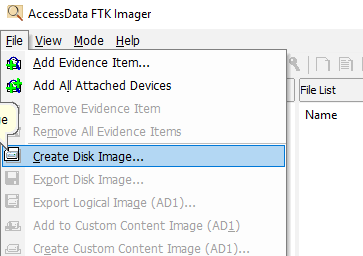 AccessData FTK Imager
File View Mode Help
Add Evidence Item...
Add All Attached Devices
File List
Remove Evidence Item
Name
Remove All Evidence Items
Create Disk Image...
Export Disk Image...
Export Logical Image (AD1)...
Add to Custom Content Image (AD1)
Create Custom Content Image (AD1)...